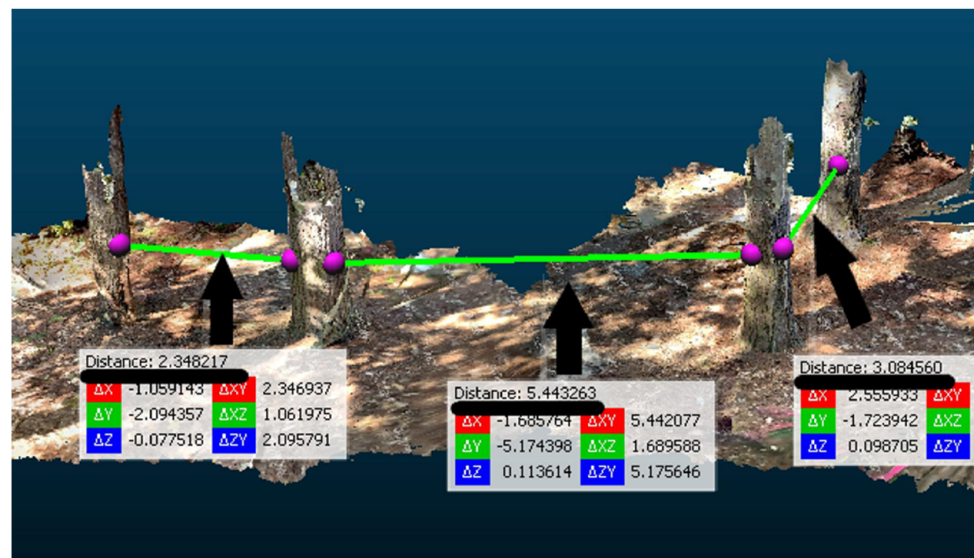 Distance: 2.348217
ΔX -1.059143 ΔXY 2.346937
ΔY -2.094357 ΔXZ 1.061975
ΔZ -0.077518 ΔZY 2.095791
Distance: 5.443263
ΔX -1.685764 ΔXY 5.442077
ΔY -5.174398 ΔXZ 1.689588
ΔZ 0.113614 ΔZY 5.175646
Distance: 3.084560
ΔX 2.555933 ΔXY
ΔY -1.723942 ΔXZ
ΔZ 0.098705 ΔZY